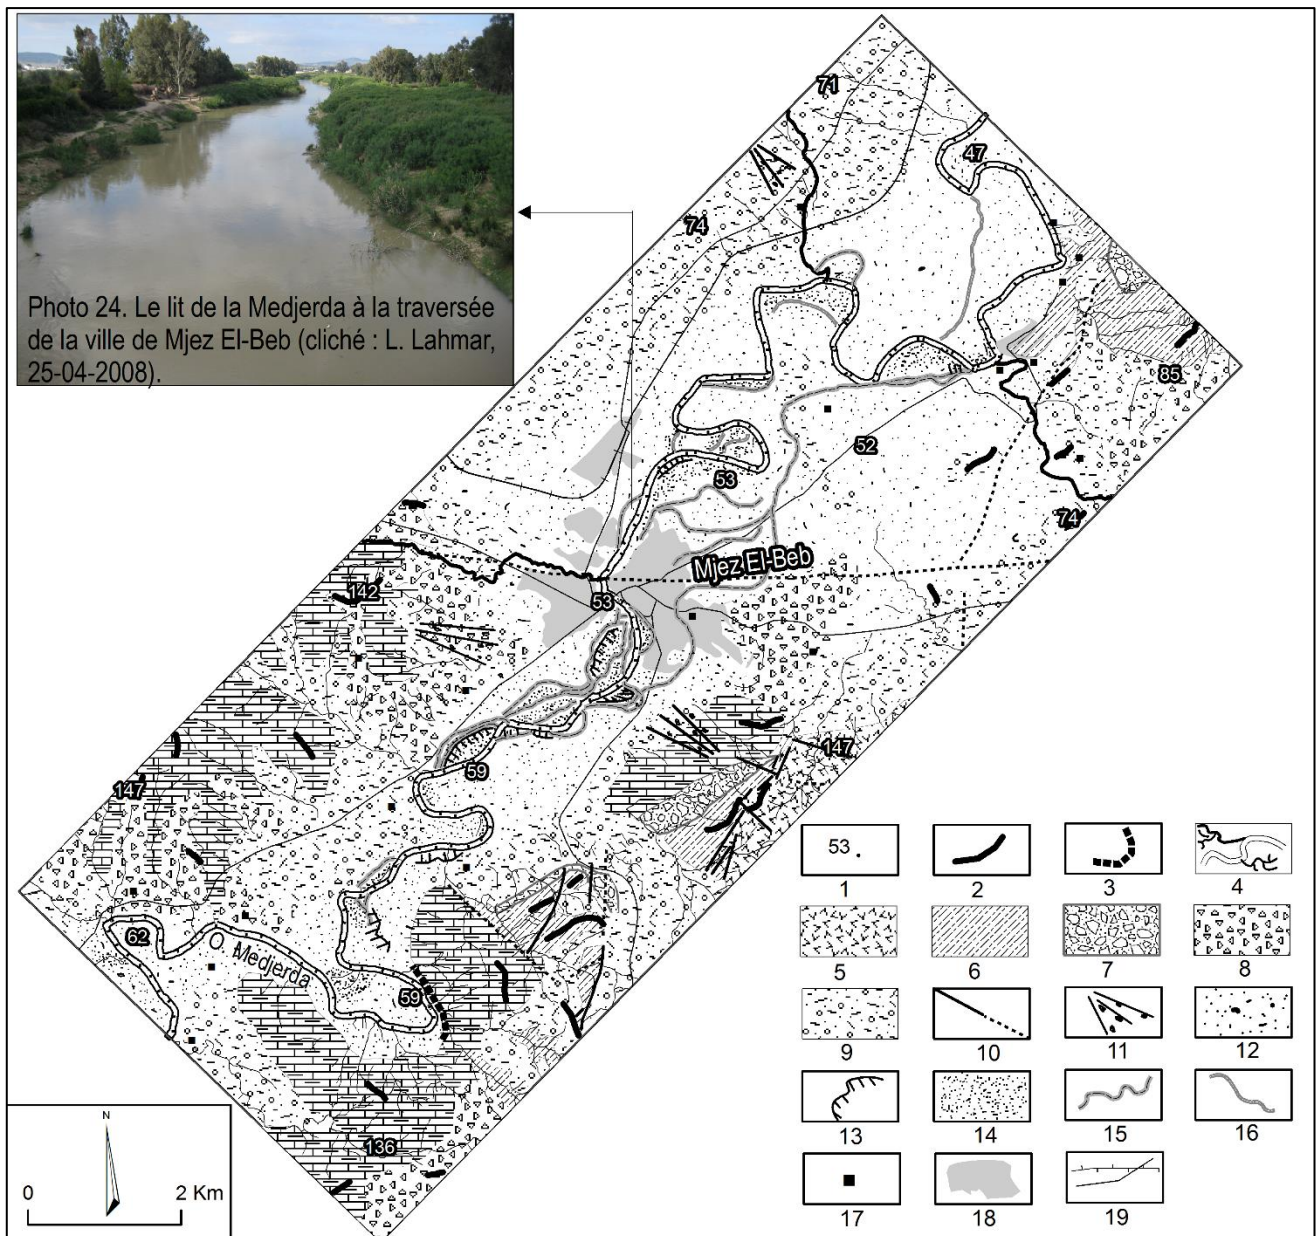 Photo 24. Le lit de la Medjerda à la traversée
de la ville de Mjez El-Beb (cliché : L. Lahmar,
25-04-2008).
71
47
74
85
52
53
74
Mjez El-Beb
142
53
147
59
147
62
O. Medjerda
59
136
N
0 2 Km
53 .
1 2 3 4
5 6 7 8
9 10 11 12
13 14 15 16
17 18 19